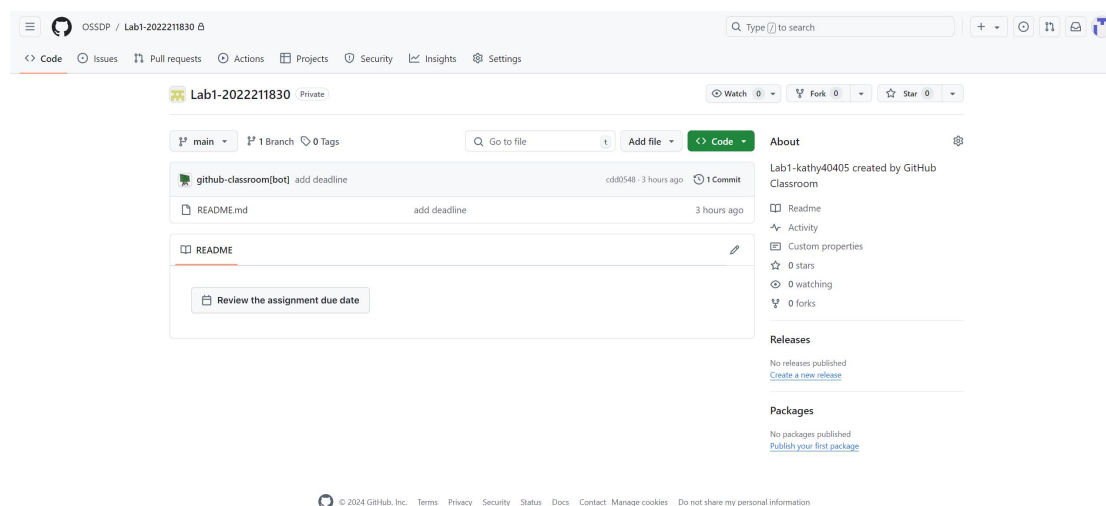 OSSDP / Lab1-2022211830
Type / to search
Code Issues Pull requests Actions Projects Security Insights Settings
Lab1-2022211830 Private
Watch 0 Fork 0 Star 0
main 1 Branch 0 Tags
Go to file t Add file Code
github-classroom[bot] add deadline cdd0548 · 3 hours ago 1 Commit
README.md add deadline 3 hours ago
README
Review the assignment due date
About
Lab1-kathy40405 created by GitHub
Classroom
Readme
Activity
Custom properties
0 stars
0 watching
0 forks
Releases
No releases published
Create a new release
Packages
No packages published
Publish your first package
© 2024 GitHub, Inc. Terms Privacy Security Status Docs Contact Manage cookies Do not share my personal information